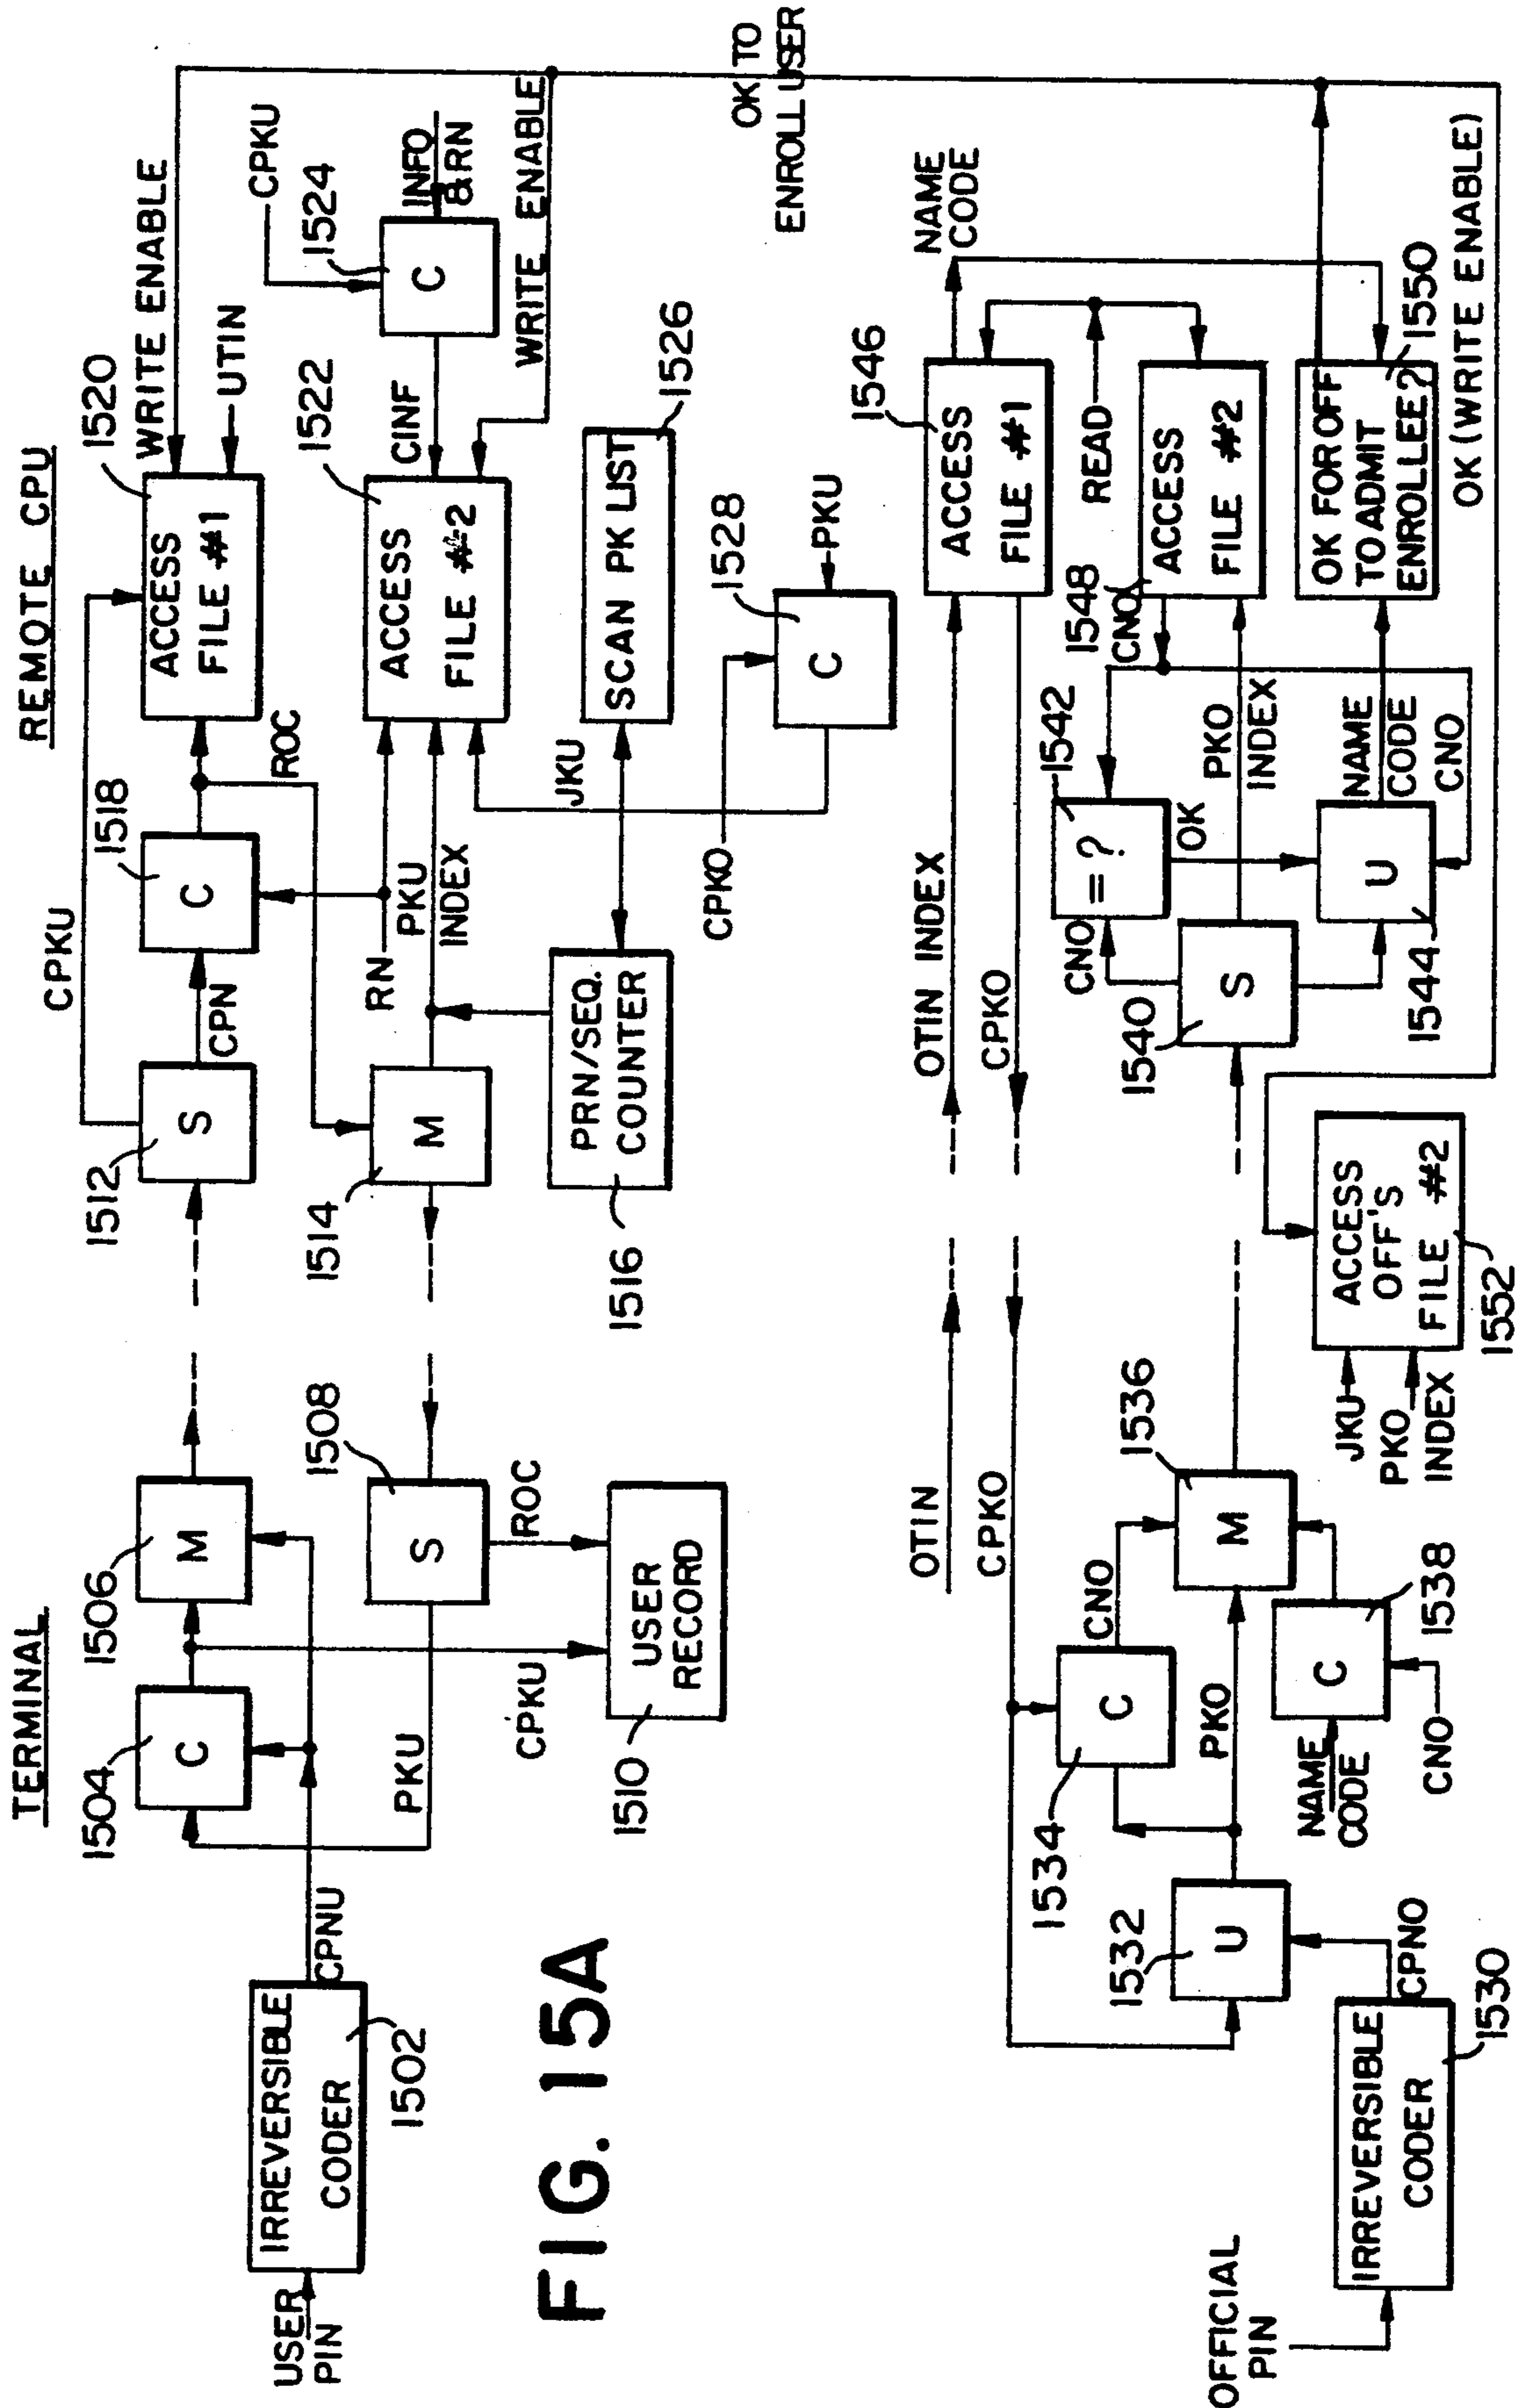 TERMINAL
REMOTE CPU
USER
PIN
IRREVERSIBLE
CODER
1502
CPNU
1504
C
1506
M
PKU
CPKU
1508
S
ROC
USER
RECORD
1510
1512
S
CPKU
CPN
1518
C
ROC
1514
M
RN
PKU
INDEX
PRN/SEQ.
COUNTER
1516
1520
ACCESS
FILE #1
WRITE ENABLE
UTIN
1522
ACCESS
FILE #2
CINF
CPKU
1524
C
INFO
& RN
WRITE ENABLE
JKU
SCAN PK LIST
1526
CPKO
1528
C
PKU
OK TO
ENROLL USER
FIG. 15A
OFFICIAL
PIN
IRREVERSIBLE
CODER
1530
CPNO
1532
U
1534
C
CNO
PKO
NAME
CODE
C
CNO
1538
1536
M
OTIN
CPKO
OTIN INDEX
CPKO
JKU
PKO
INDEX
ACCESS
OFF'S
FILE #2
1552
1540
S
CNO
1542
= ?
OK
1544
U
PKO
INDEX
NAME
CODE
CNO
1546
ACCESS
FILE #1
NAME
CODE
READ
1548
CNO
ACCESS
FILE #2
OK FOR OFF
TO ADMIT
ENROLLEE?
1550
OK (WRITE ENABLE)